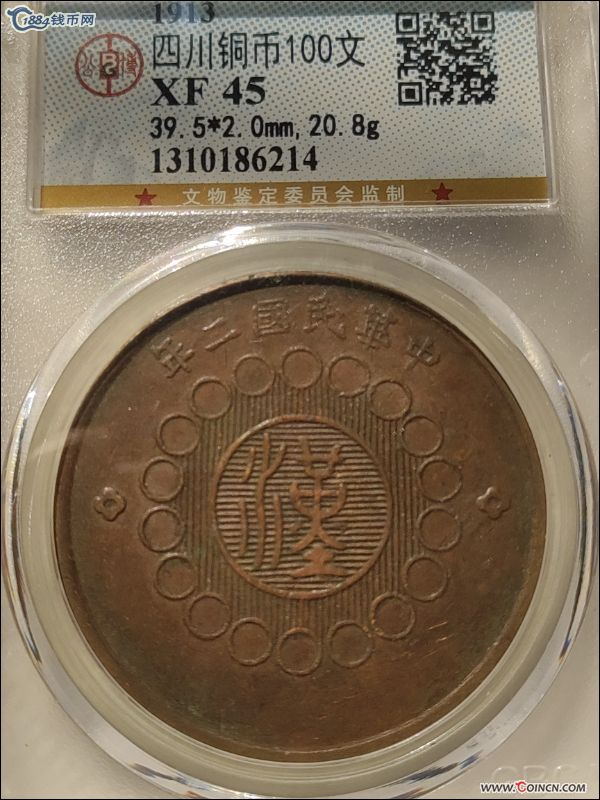 1884钱币网
1913
四川铜币100文
XF 45
39.5*2.0mm,20.8g
1310186214
文物鉴定委员会监制
中華民國二年
漢
www.COINCN.com